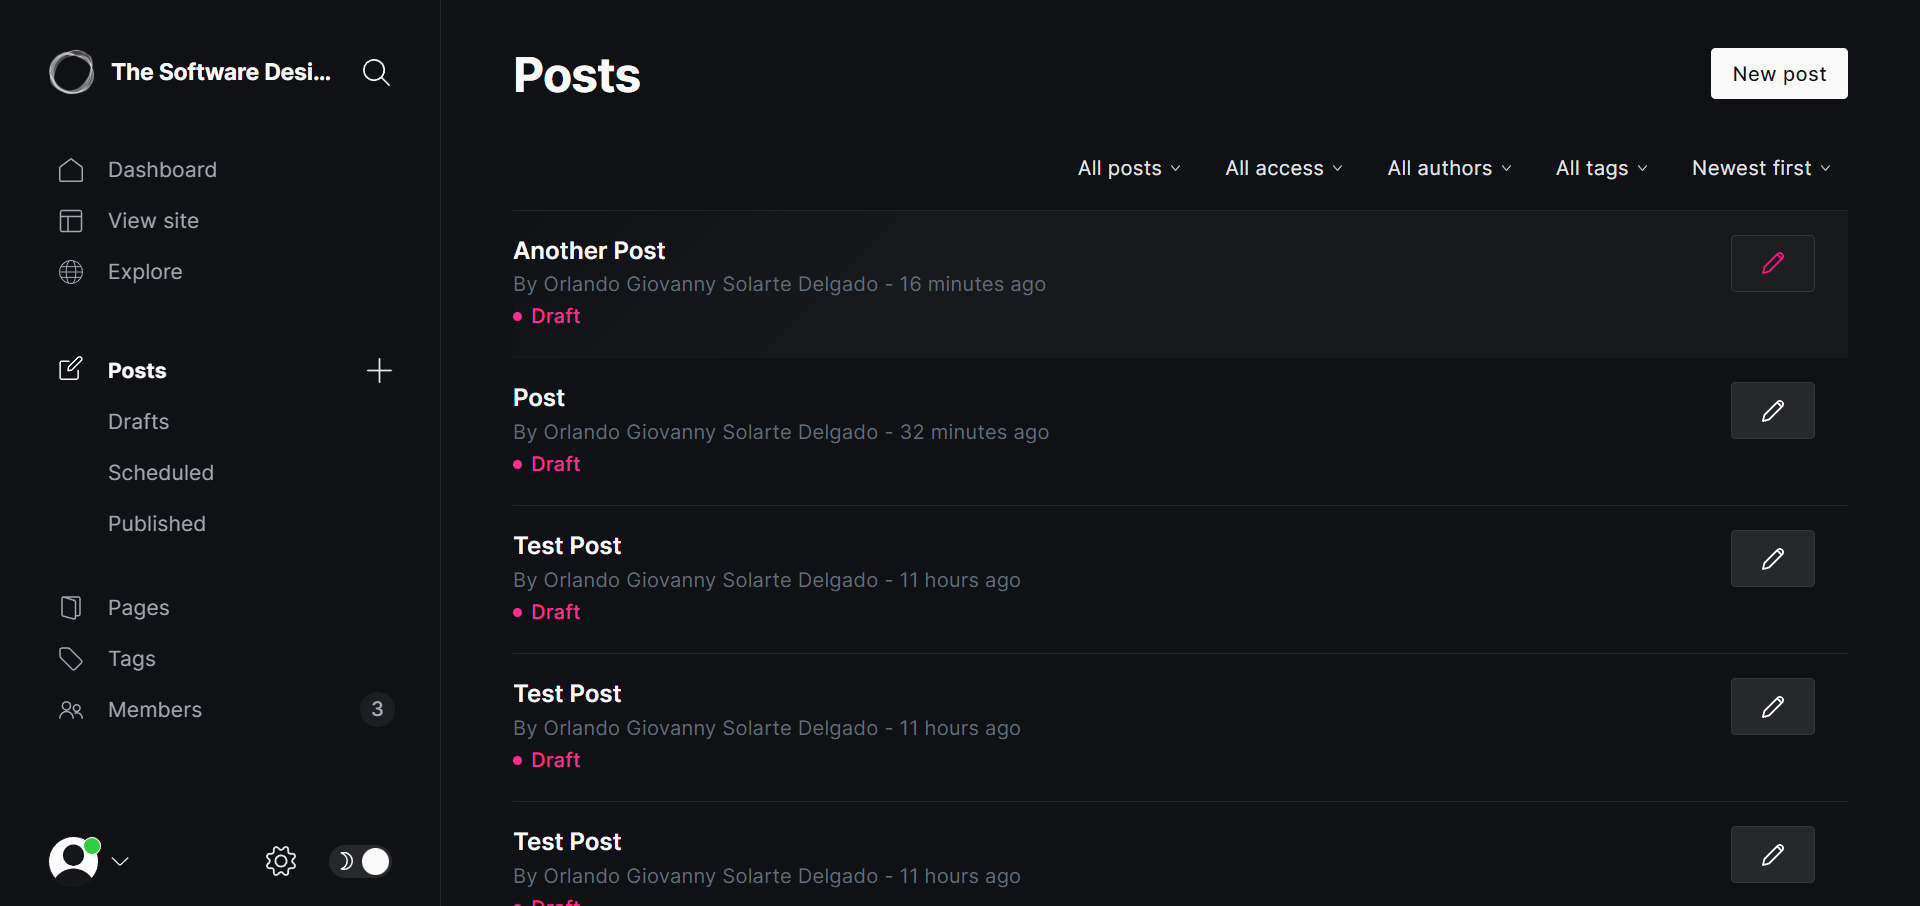 The Software Desi...
Dashboard
View site
Explore
Posts
Drafts
Scheduled
Published
Pages
Tags
Members
3
Posts
New post
All posts
All access
All authors
All tags
Newest first
Another Post
By Orlando Giovanny Solarte Delgado - 16 minutes ago
Draft
Post
By Orlando Giovanny Solarte Delgado - 32 minutes ago
Draft
Test Post
By Orlando Giovanny Solarte Delgado - 11 hours ago
Draft
Test Post
By Orlando Giovanny Solarte Delgado - 11 hours ago
Draft
Test Post
By Orlando Giovanny Solarte Delgado - 11 hours ago
Draft